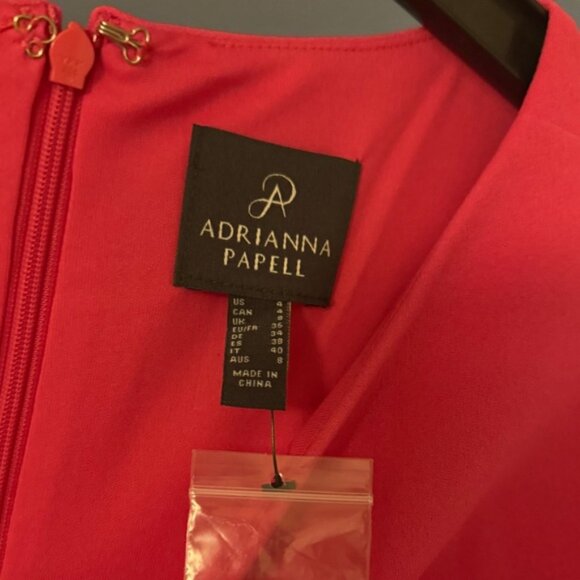 ADRIANNA
PAPELL
US 4
CAN 4
UK 8
EU/FR 36
DE 34
ES 38
IT 40
AUS 8
MADE IN
CHINA